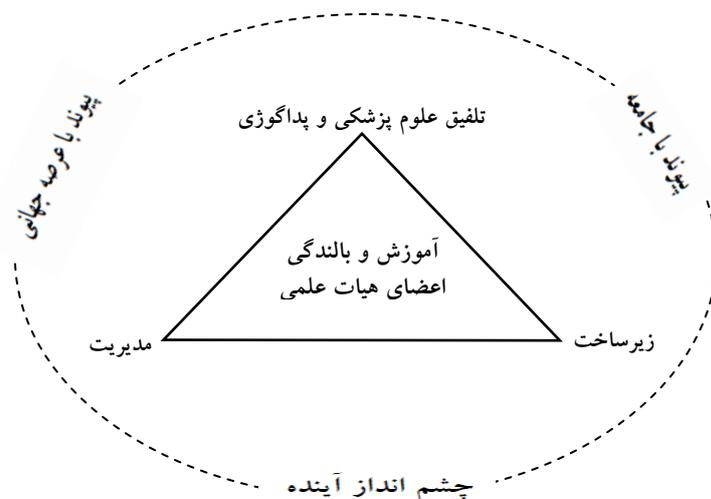 پیوند با عرصه جهانی
پیوند با جامعه
تلفیق علوم پزشکی و پداگوژی
آموزش و بالندگی
اعضای هیات علمی
زیرساخت
مدیریت
چشم انداز آینده